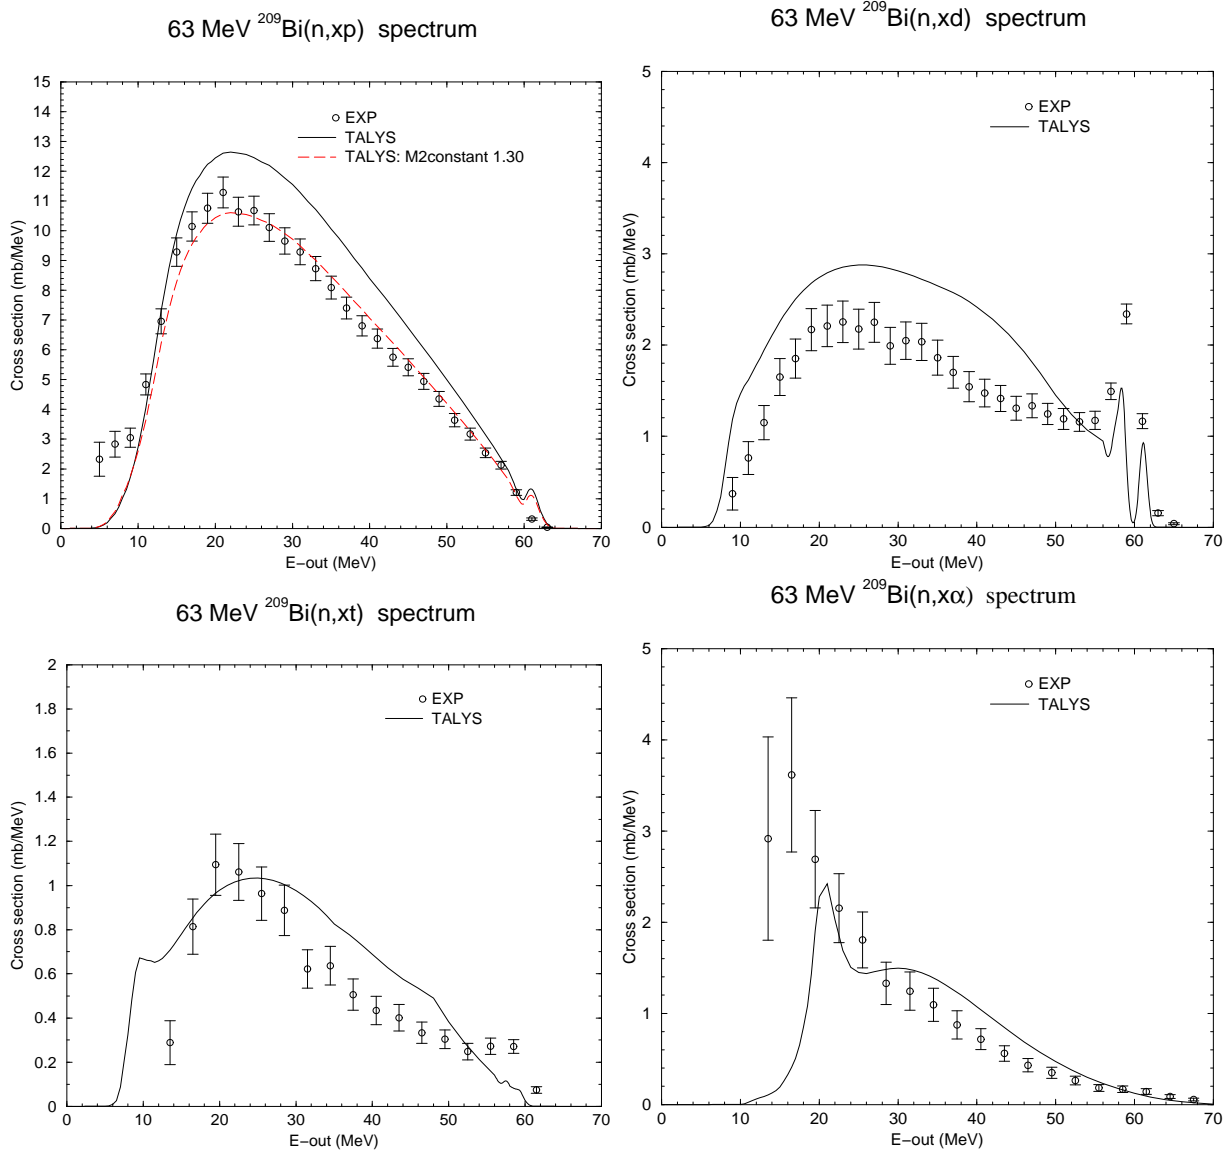 63 MeV ²⁰⁹Bi(n,xp) spectrum
15
14
13
12
11
10
9
8
7
6
5
4
3
2
1
0
Cross section (mb/MeV)
EXP
TALYS
TALYS: M2constant 1.30
0 10 20 30 40 50 60 70
E−out (MeV)
63 MeV ²⁰⁹Bi(n,xd) spectrum
5
4
3
2
1
0
Cross section (mb/MeV)
EXP
TALYS
0 10 20 30 40 50 60 70
E−out (MeV)
63 MeV ²⁰⁹Bi(n,xt) spectrum
2
1.8
1.6
1.4
1.2
1
0.8
0.6
0.4
0.2
0
Cross section (mb/MeV)
EXP
TALYS
0 10 20 30 40 50 60 70
E−out (MeV)
63 MeV ²⁰⁹Bi(n,xα) spectrum
5
4
3
2
1
0
Cross section (mb/MeV)
EXP
TALYS
0 10 20 30 40 50 60 70
E−out (MeV)